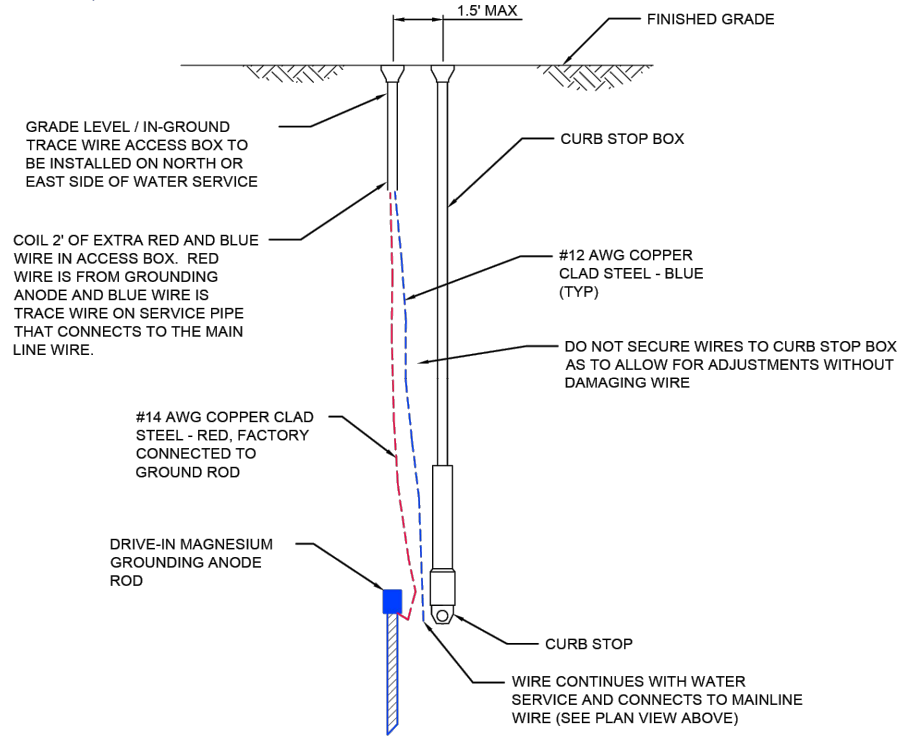 1.5' MAX
FINISHED GRADE
GRADE LEVEL / IN-GROUND
TRACE WIRE ACCESS BOX TO
BE INSTALLED ON NORTH OR
EAST SIDE OF WATER SERVICE
CURB STOP BOX
COIL 2' OF EXTRA RED AND BLUE
WIRE IN ACCESS BOX.  RED
WIRE IS FROM GROUNDING
ANODE AND BLUE WIRE IS
TRACE WIRE ON SERVICE PIPE
THAT CONNECTS TO THE MAIN
LINE WIRE.
#12 AWG COPPER
CLAD STEEL - BLUE
(TYP)
DO NOT SECURE WIRES TO CURB STOP BOX
AS TO ALLOW FOR ADJUSTMENTS WITHOUT
DAMAGING WIRE
#14 AWG COPPER CLAD
STEEL - RED, FACTORY
CONNECTED TO
GROUND ROD
DRIVE-IN MAGNESIUM
GROUNDING ANODE
ROD
CURB STOP
WIRE CONTINUES WITH WATER
SERVICE AND CONNECTS TO MAINLINE
WIRE (SEE PLAN VIEW ABOVE)